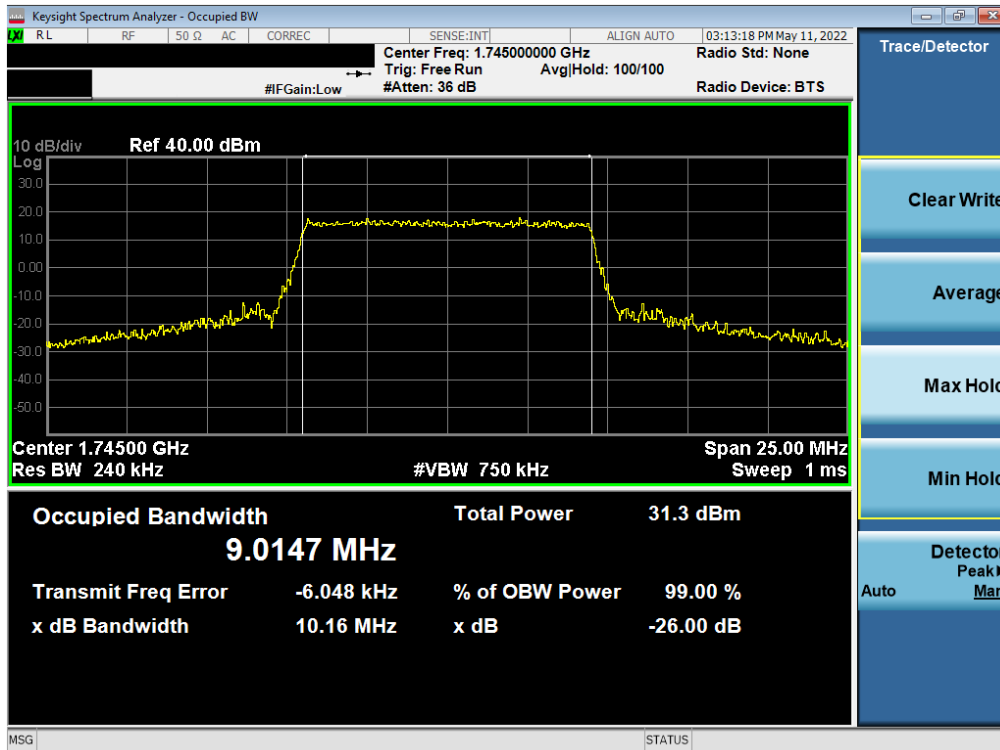 Keysight Spectrum Analyzer - Occupied BW
LXI RL RF 50 Ω AC CORREC SENSE:INT ALIGN AUTO 03:13:18 PM May 11, 2022
Center Freq: 1.745000000 GHz Radio Std: None
Trig: Free Run Avg|Hold: 100/100
#IFGain:Low #Atten: 36 dB Radio Device: BTS
Trace/Detector
10 dB/div Ref 40.00 dBm
Log
30.0
20.0
10.0
0.00
-10.0
-20.0
-30.0
-40.0
-50.0
Center 1.74500 GHz Span 25.00 MHz
Res BW 240 kHz #VBW 750 kHz Sweep 1 ms
Clear Write
Average
Max Hold
Min Hold
Detector
Peak
Auto Man
Occupied Bandwidth Total Power 31.3 dBm
9.0147 MHz
Transmit Freq Error -6.048 kHz % of OBW Power 99.00 %
x dB Bandwidth 10.16 MHz x dB -26.00 dB
MSG STATUS